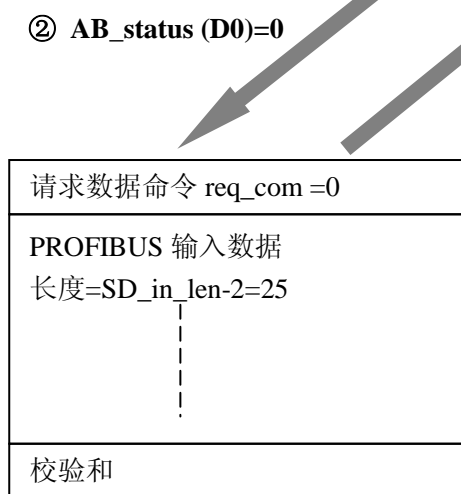 ② AB_status (D0)=0
请求数据命令 req_com =0
PROFIBUS 输入数据
长度=SD_in_len-2=25
校验和